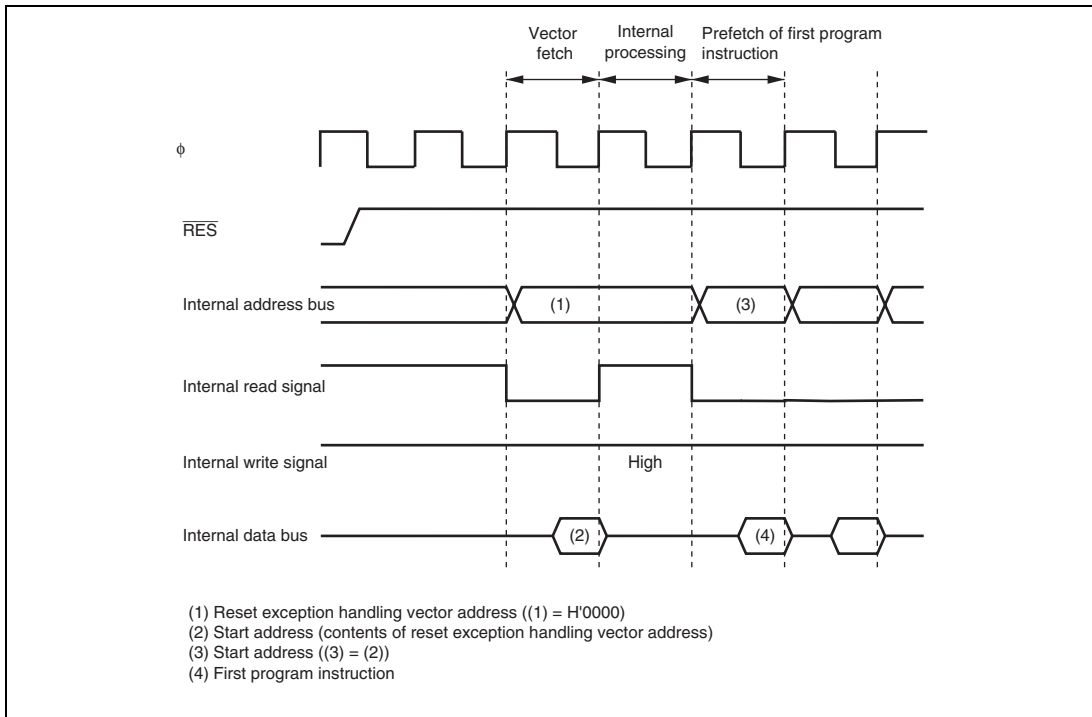 Vector
fetch
Internal
processing
Prefetch of first program
instruction
ϕ
R̅E̅S̅
Internal address bus
(1)
(3)
Internal read signal
Internal write signal
High
Internal data bus
(2)
(4)
(1) Reset exception handling vector address ((1) = H'0000)
(2) Start address (contents of reset exception handling vector address)
(3) Start address ((3) = (2))
(4) First program instruction